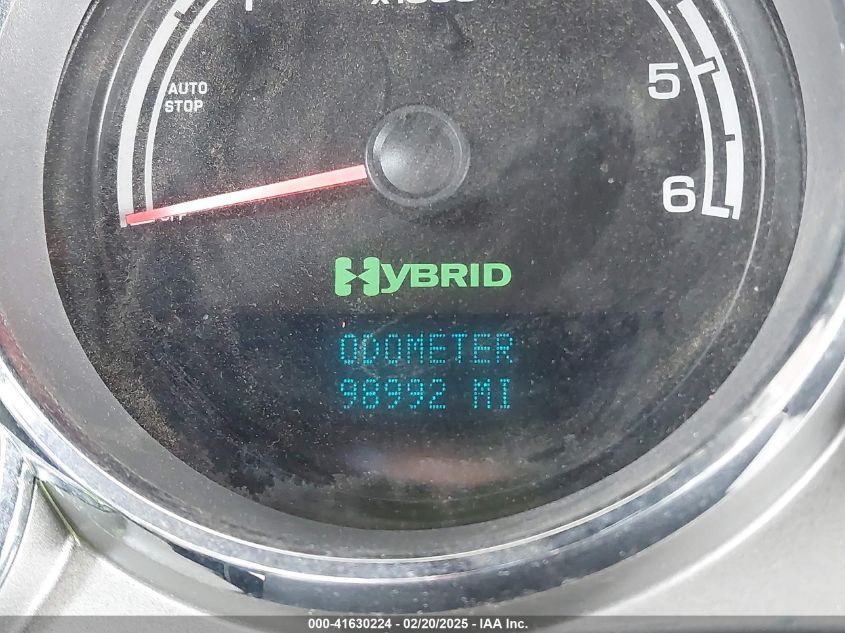 AUTO
STOP
5
6
HYBRID
ODOMETER
98992 MI
000-41630224 - 02/20/2025 - IAA, Inc.